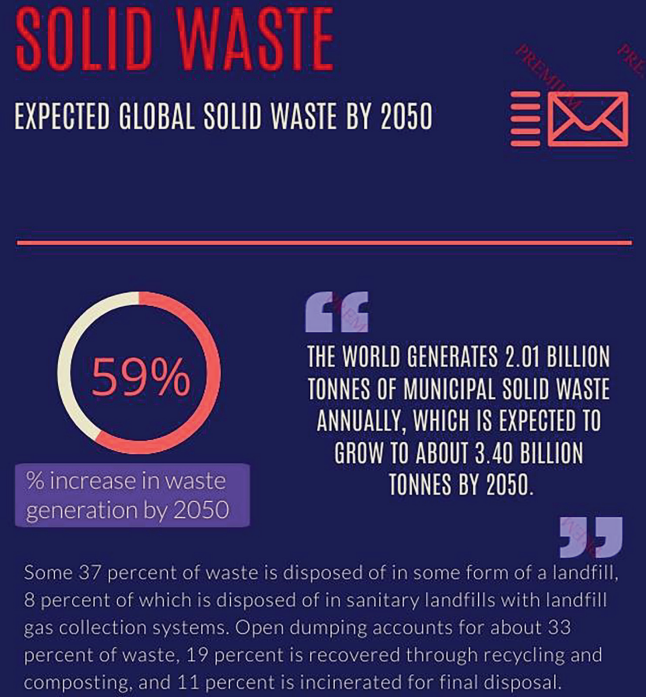 SOLID WASTE
PREMIUM
EXPECTED GLOBAL SOLID WASTE BY 2050
59%
% increase in waste
generation by 2050
THE WORLD GENERATES 2.01 BILLION
TONNES OF MUNICIPAL SOLID WASTE
ANNUALLY, WHICH IS EXPECTED TO
GROW TO ABOUT 3.40 BILLION
TONNES BY 2050.
Some 37 percent of waste is disposed of in some form of a landfill,
8 percent of which is disposed of in sanitary landfills with landfill
gas collection systems. Open dumping accounts for about 33
percent of waste, 19 percent is recovered through recycling and
composting, and 11 percent is incinerated for final disposal.